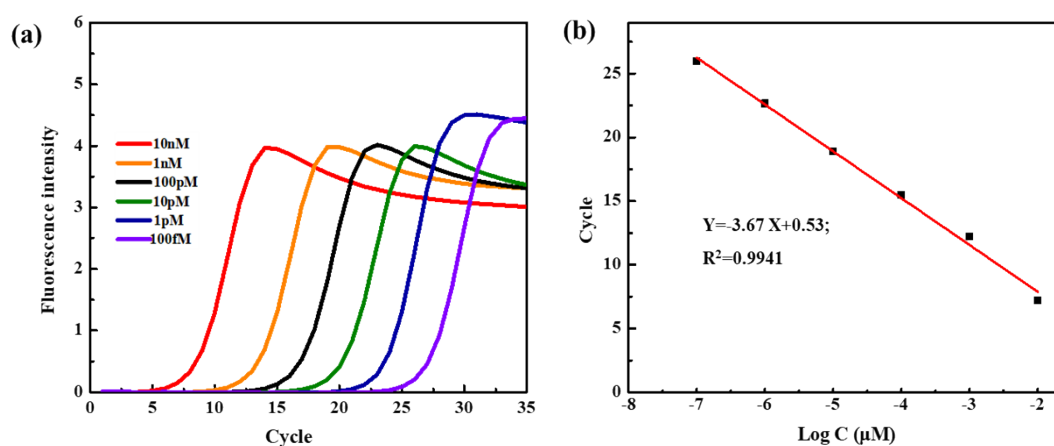 (a)
Fluorescence intensity
6
5
4
3
2
1
0
10nM
1nM
100pM
10pM
1pM
100fM
0 5 10 15 20 25 30 35
Cycle
(b)
Cycle
25
20
15
10
5
0
Y=-3.67 X+0.53;
R²=0.9941
-8 -7 -6 -5 -4 -3 -2
Log C (μM)